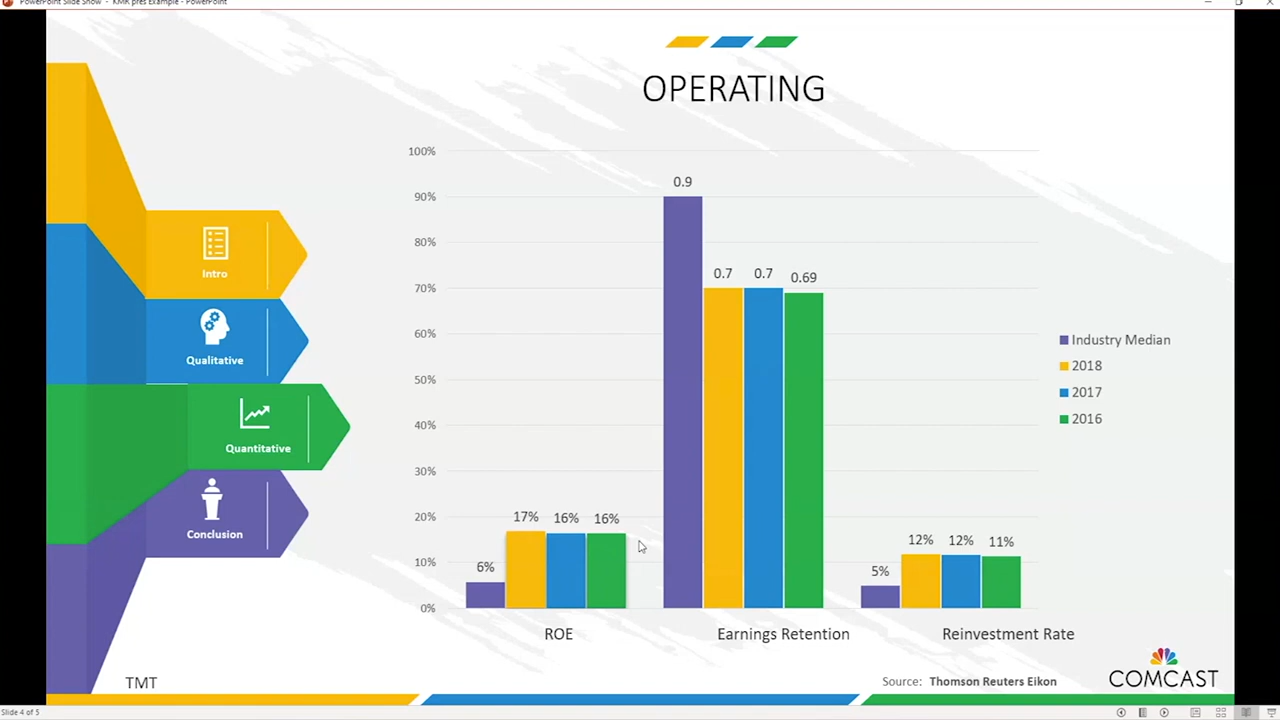 PowerPoint Slide Show - KMR pres Example - PowerPoint
OPERATING
Intro
Qualitative
Quantitative
Conclusion
100%
90%
80%
70%
60%
50%
40%
30%
20%
10%
0%
6%
17%
16%
16%
0.9
0.7
0.7
0.69
5%
12%
12%
11%
ROE
Earnings Retention
Reinvestment Rate
Industry Median
2018
2017
2016
TMT
Source: Thomson Reuters Eikon
COMCAST
Slide 4 of 5